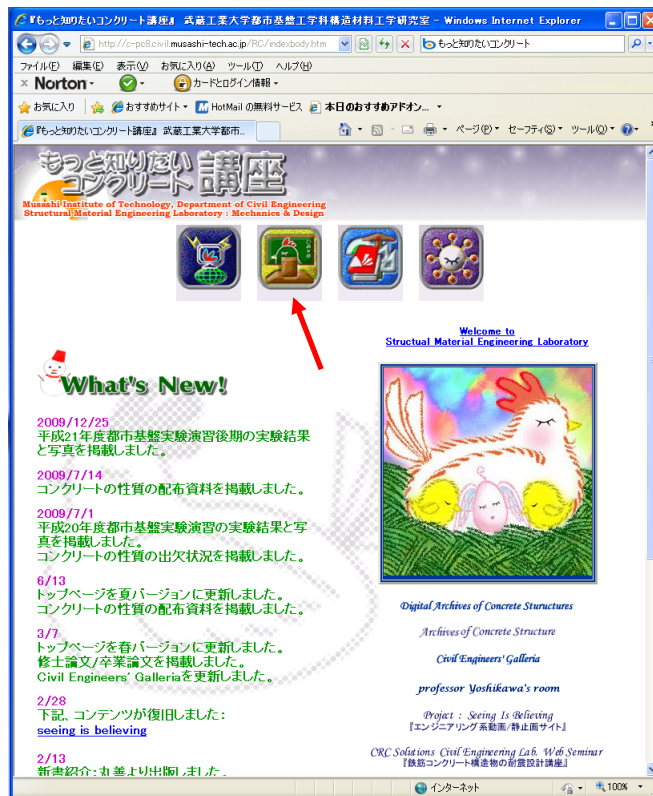 『もっと知りたいコンクリート講座』 武蔵工業大学都市基盤工学科構造材料工学研究室 - Windows Internet Explorer
http://c-pc8.civil.musashi-tech.ac.jp/RC/indexbody.htm
もっと知りたいコンクリート
ファイル(F) 編集(E) 表示(V) お気に入り(A) ツール(T) ヘルプ(H)
× Norton
カードとログイン情報
お気に入り おすすめサイト HotMail の無料サービス 本日のおすすめアドオン...
『もっと知りたいコンクリート講座』 武蔵工業大学都市...
ページ(P) セーフティ(S) ツール(O)
もっと知りたい
コンクリート 講座
Musashi Institute of Technology, Department of Civil Engineering
Structural Material Engineering Laboratory : Mechanics & Design
Welcome to
Structual Material Engineering Laboratory
What's New!
2009/12/25
平成21年度都市基盤実験演習後期の実験結果
と写真を掲載しました。
2009/7/14
コンクリートの性質の配布資料を掲載しました。
2009/7/1
平成20年度都市基盤実験演習の実験結果と写
真を掲載しました。
コンクリートの性質の出欠状況を掲載しました。
6/13
トップページを夏バージョンに更新しました。
コンクリートの性質の配布資料を掲載しました。
3/7
トップページを春バージョンに更新しました。
修士論文/卒業論文を掲載しました。
Civil Engineers' Galleriaを更新しました。
2/28
下記、コンテンツが復旧しました:
seeing is believing
2/13
新書紹介:丸善より出版しました。
Digital Archives of Concrete Sturuc​tures
Archives of Concrete Structure
Civil Engineers' Galleria
professor Yoshikawa's room
Project : Seeing Is Believing
『エンジニアリング系動画/静止画サイト』
CRC Solutions Civil Engineering Lab. Web Seminar
『鉄筋コンクリート構造物の耐震設計講座』
インターネット
100%